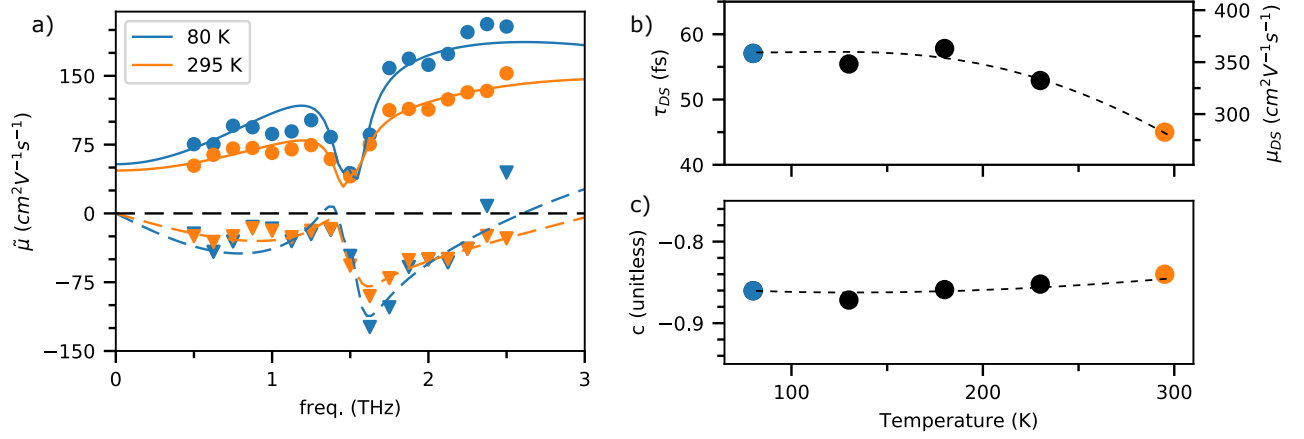 a)
80 K
295 K
150
75
0
−75
−150
μ̃ (cm²V⁻¹s⁻¹)
0
1
2
3
freq. (THz)
b)
60
50
40
τ_DS (fs)
400
350
300
μ_DS (cm²V⁻¹s⁻¹)
c)
−0.8
−0.9
c (unitless)
100
200
300
Temperature (K)